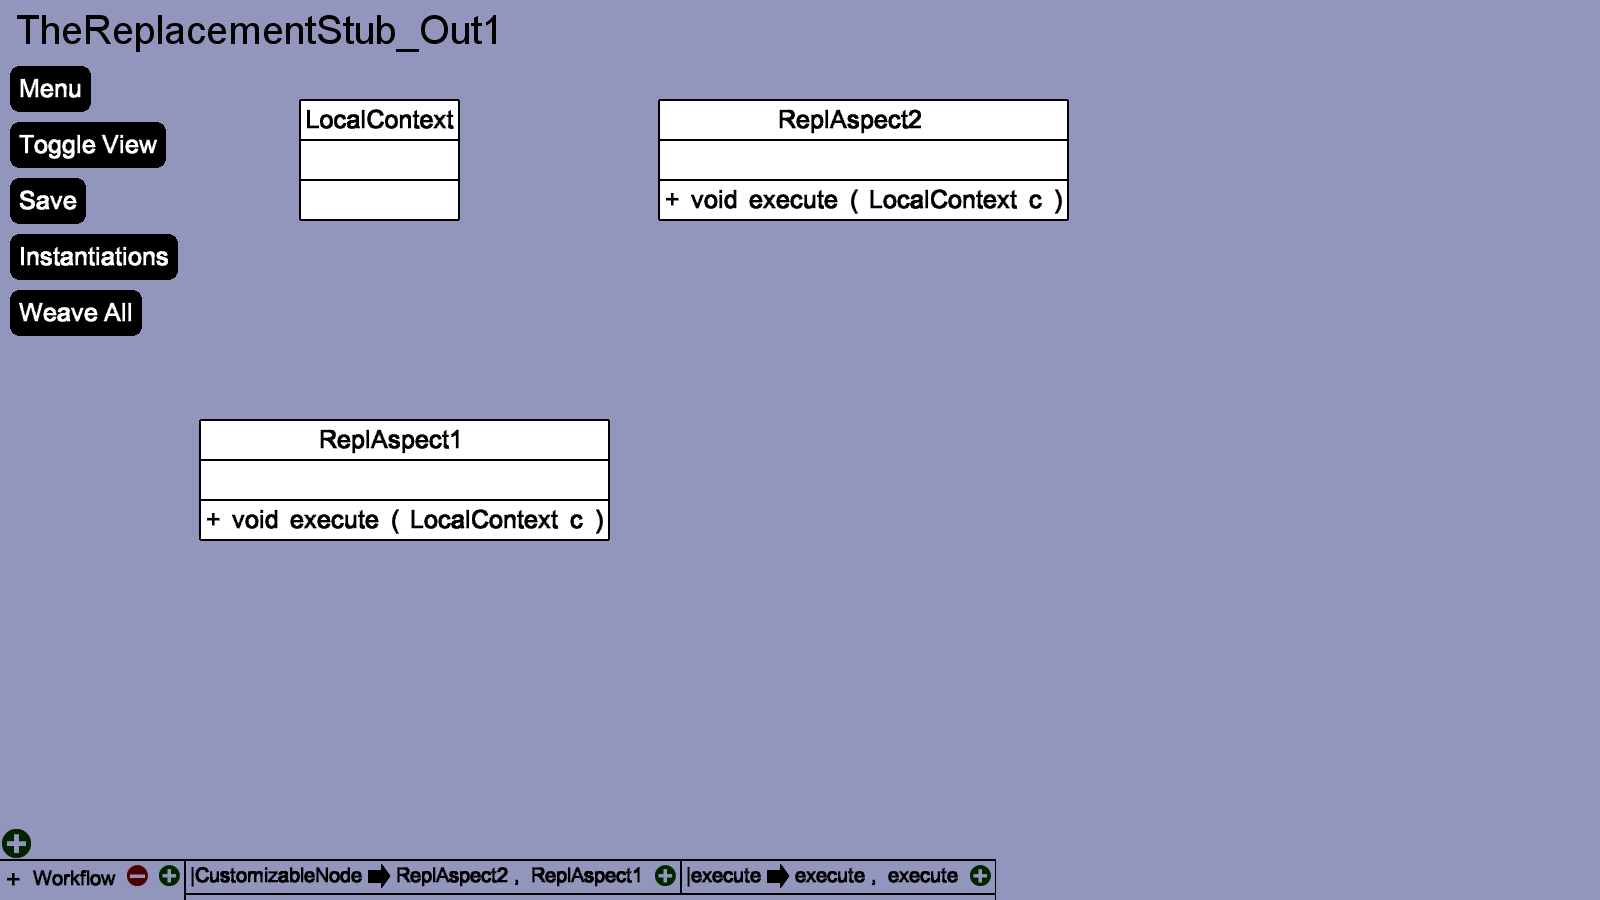 TheReplacementStub_Out1
Menu
Toggle View
Save
Instantiations
Weave All
LocalContext
ReplAspect2
+ void execute ( LocalContext c )
ReplAspect1
+ void execute ( LocalContext c )
+ Workflow |CustomizableNode ReplAspect2 , ReplAspect1 |execute execute , execute